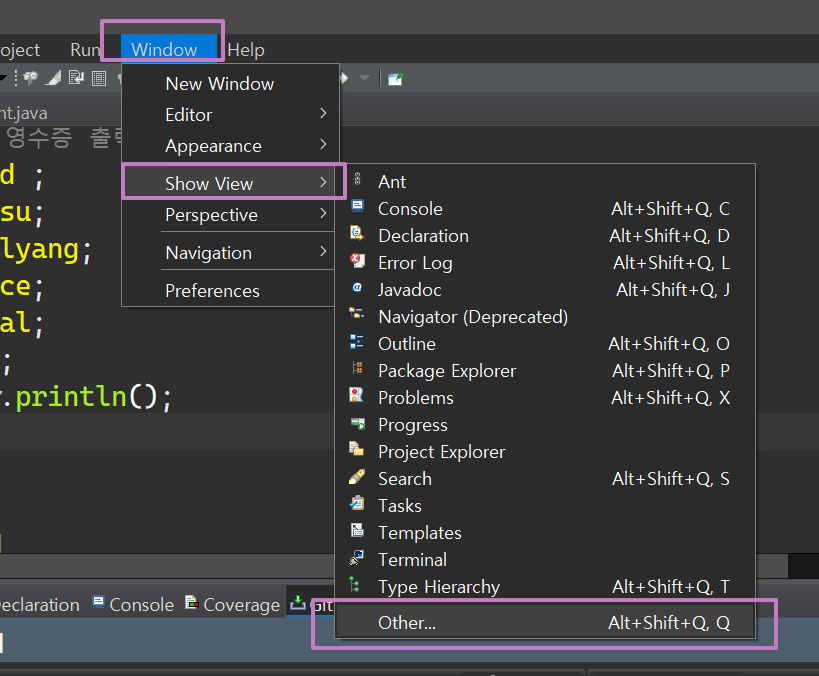 oject Run Window Help
nt.java
영수증
New Window
Editor
Appearance
Show View
Perspective
Navigation
Preferences
d ;
su;
lyang;
ce;
al;
;
.println();
Ant
Console Alt+Shift+Q, C
Declaration Alt+Shift+Q, D
Error Log Alt+Shift+Q, L
Javadoc Alt+Shift+Q, J
Navigator (Deprecated)
Outline Alt+Shift+Q, O
Package Explorer Alt+Shift+Q, P
Problems Alt+Shift+Q, X
Progress
Project Explorer
Search Alt+Shift+Q, S
Tasks
Templates
Terminal
Type Hierarchy Alt+Shift+Q, T
Other... Alt+Shift+Q, Q
eclaration Console Coverage Git